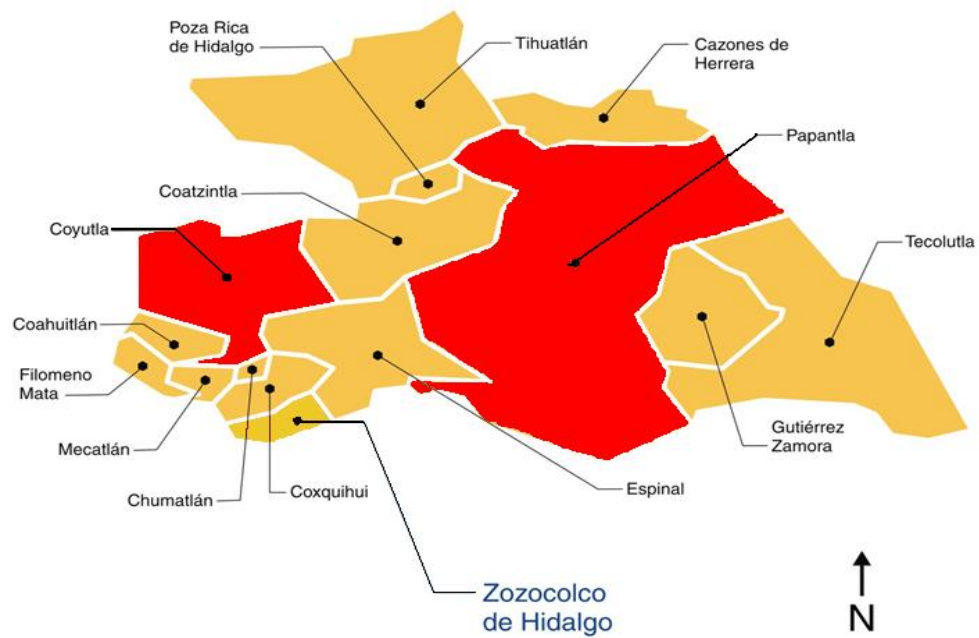 Poza Rica
de Hidalgo
Tihuatlán
Cazones de
Herrera
Papantla
Coatzintla
Coyutla
Tecolutla
Coahuitlán
Filomeno
Mata
Mecatlán
Gutiérrez
Zamora
Chumatlán
Coxquihui
Espinal
Zozocolco
de Hidalgo
N